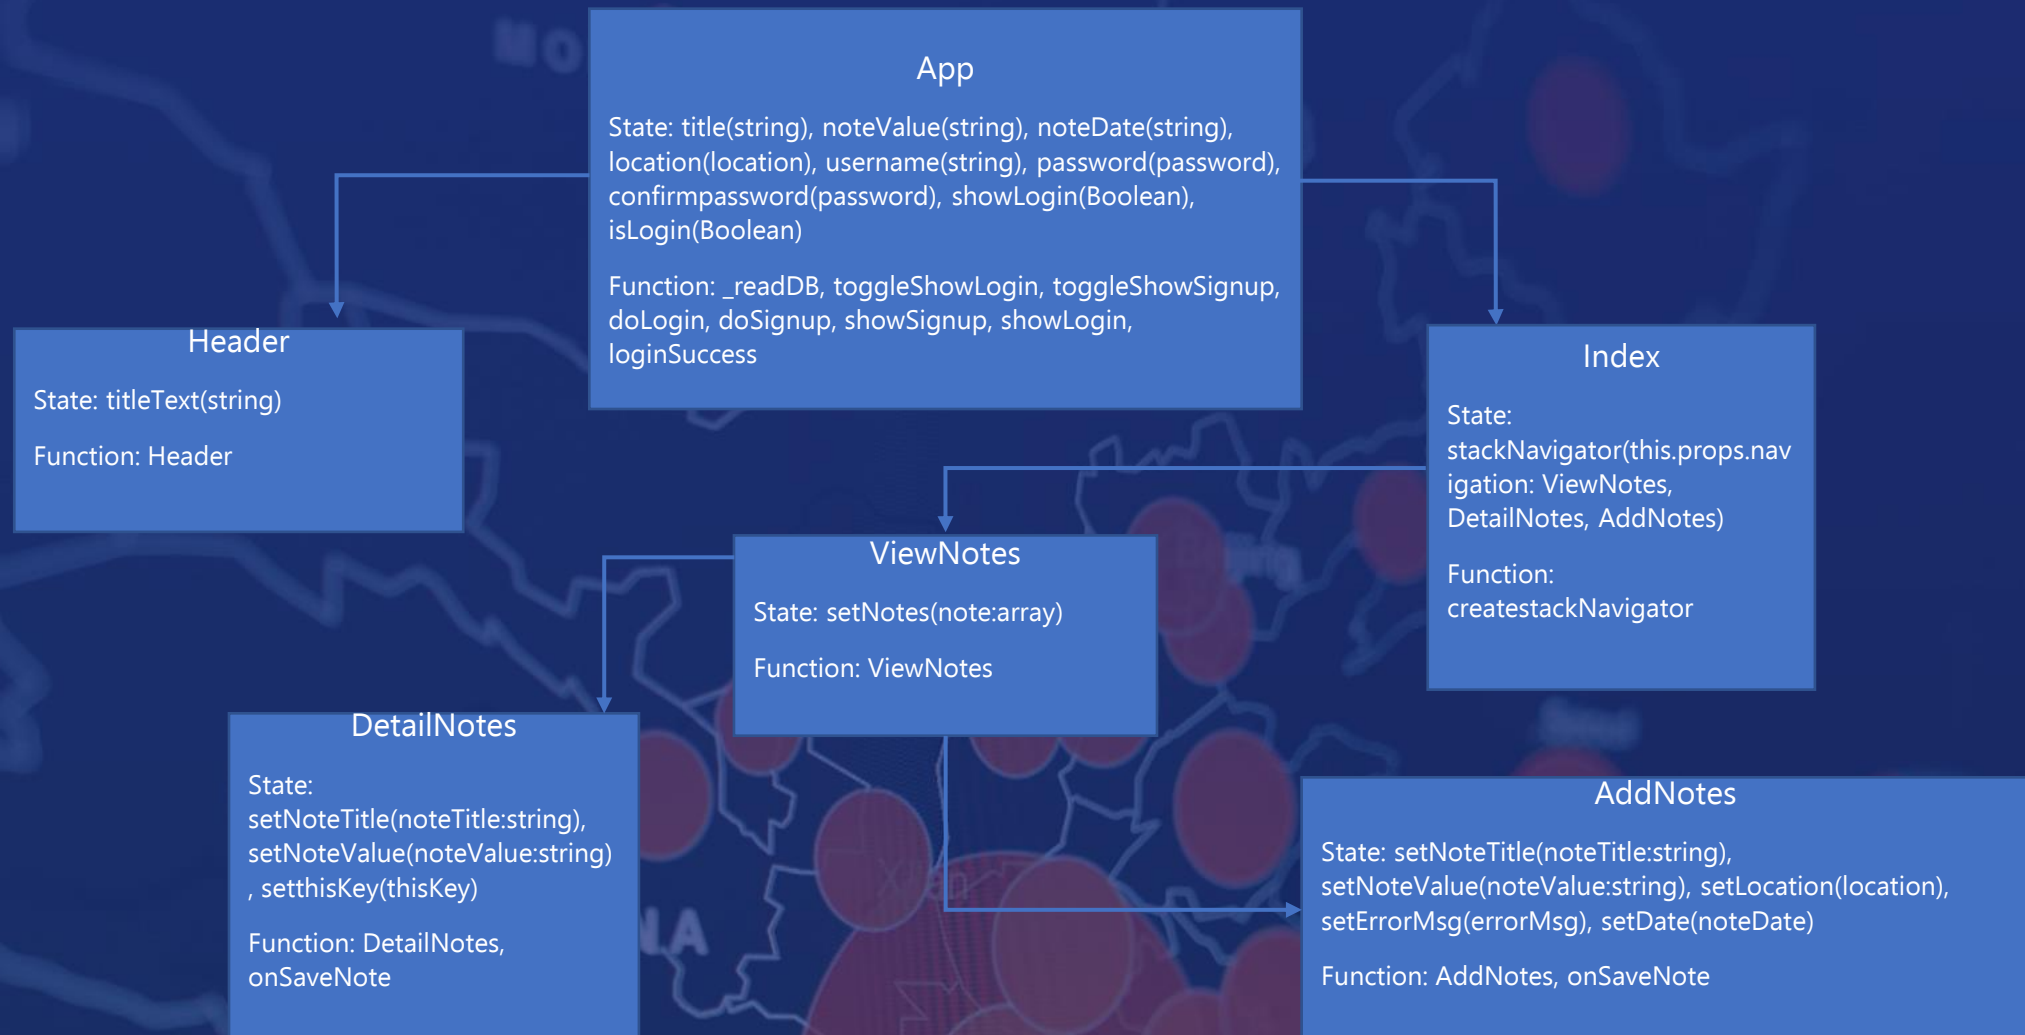 App
State: title(string), noteValue(string), noteDate(string),
location(location), username(string), password(password),
confirmpassword(password), showLogin(Boolean),
isLogin(Boolean)
Function: _readDB, toggleShowLogin, toggleShowSignup,
doLogin, doSignup, showSignup, showLogin,
loginSuccess
Header
State: titleText(string)
Function: Header
Index
State:
stackNavigator(this.props.nav
igation: ViewNotes,
DetailNotes, AddNotes)
Function:
createstackNavigator
ViewNotes
State: setNotes(note:array)
Function: ViewNotes
DetailNotes
State:
setNoteTitle(noteTitle:string),
setNoteValue(noteValue:string)
, setthisKey(thisKey)
Function: DetailNotes,
onSaveNote
AddNotes
State: setNoteTitle(noteTitle:string),
setNoteValue(noteValue:string), setLocation(location),
setErrorMsg(errorMsg), setDate(noteDate)
Function: AddNotes, onSaveNote